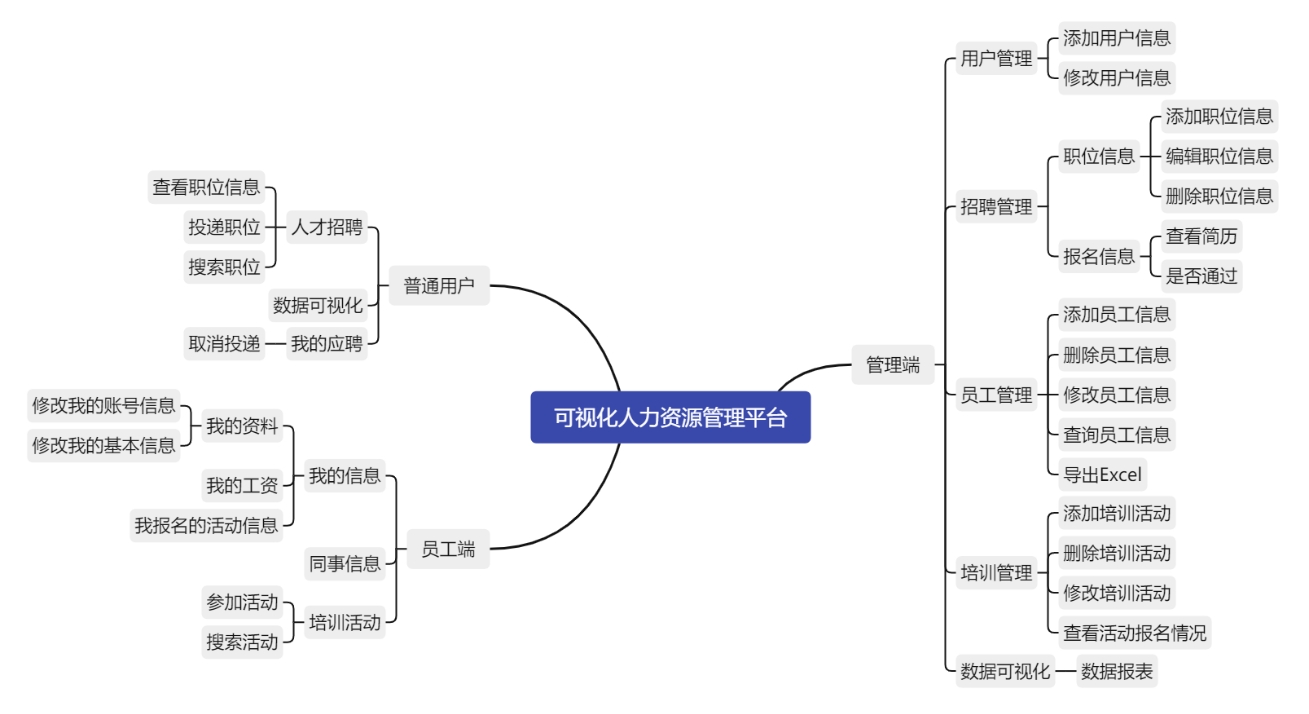 可视化人力资源管理平台
普通用户
人才招聘
查看职位信息
投递职位
搜索职位
数据可视化
我的应聘
取消投递
员工端
我的信息
我的资料
修改我的账号信息
修改我的基本信息
我的工资
我报名的活动信息
同事信息
培训活动
参加活动
搜索活动
管理端
用户管理
添加用户信息
修改用户信息
招聘管理
职位信息
添加职位信息
编辑职位信息
删除职位信息
报名信息
查看简历
是否通过
员工管理
添加员工信息
删除员工信息
修改员工信息
查询员工信息
导出Excel
培训管理
添加培训活动
删除培训活动
修改培训活动
查看活动报名情况
数据可视化
数据报表